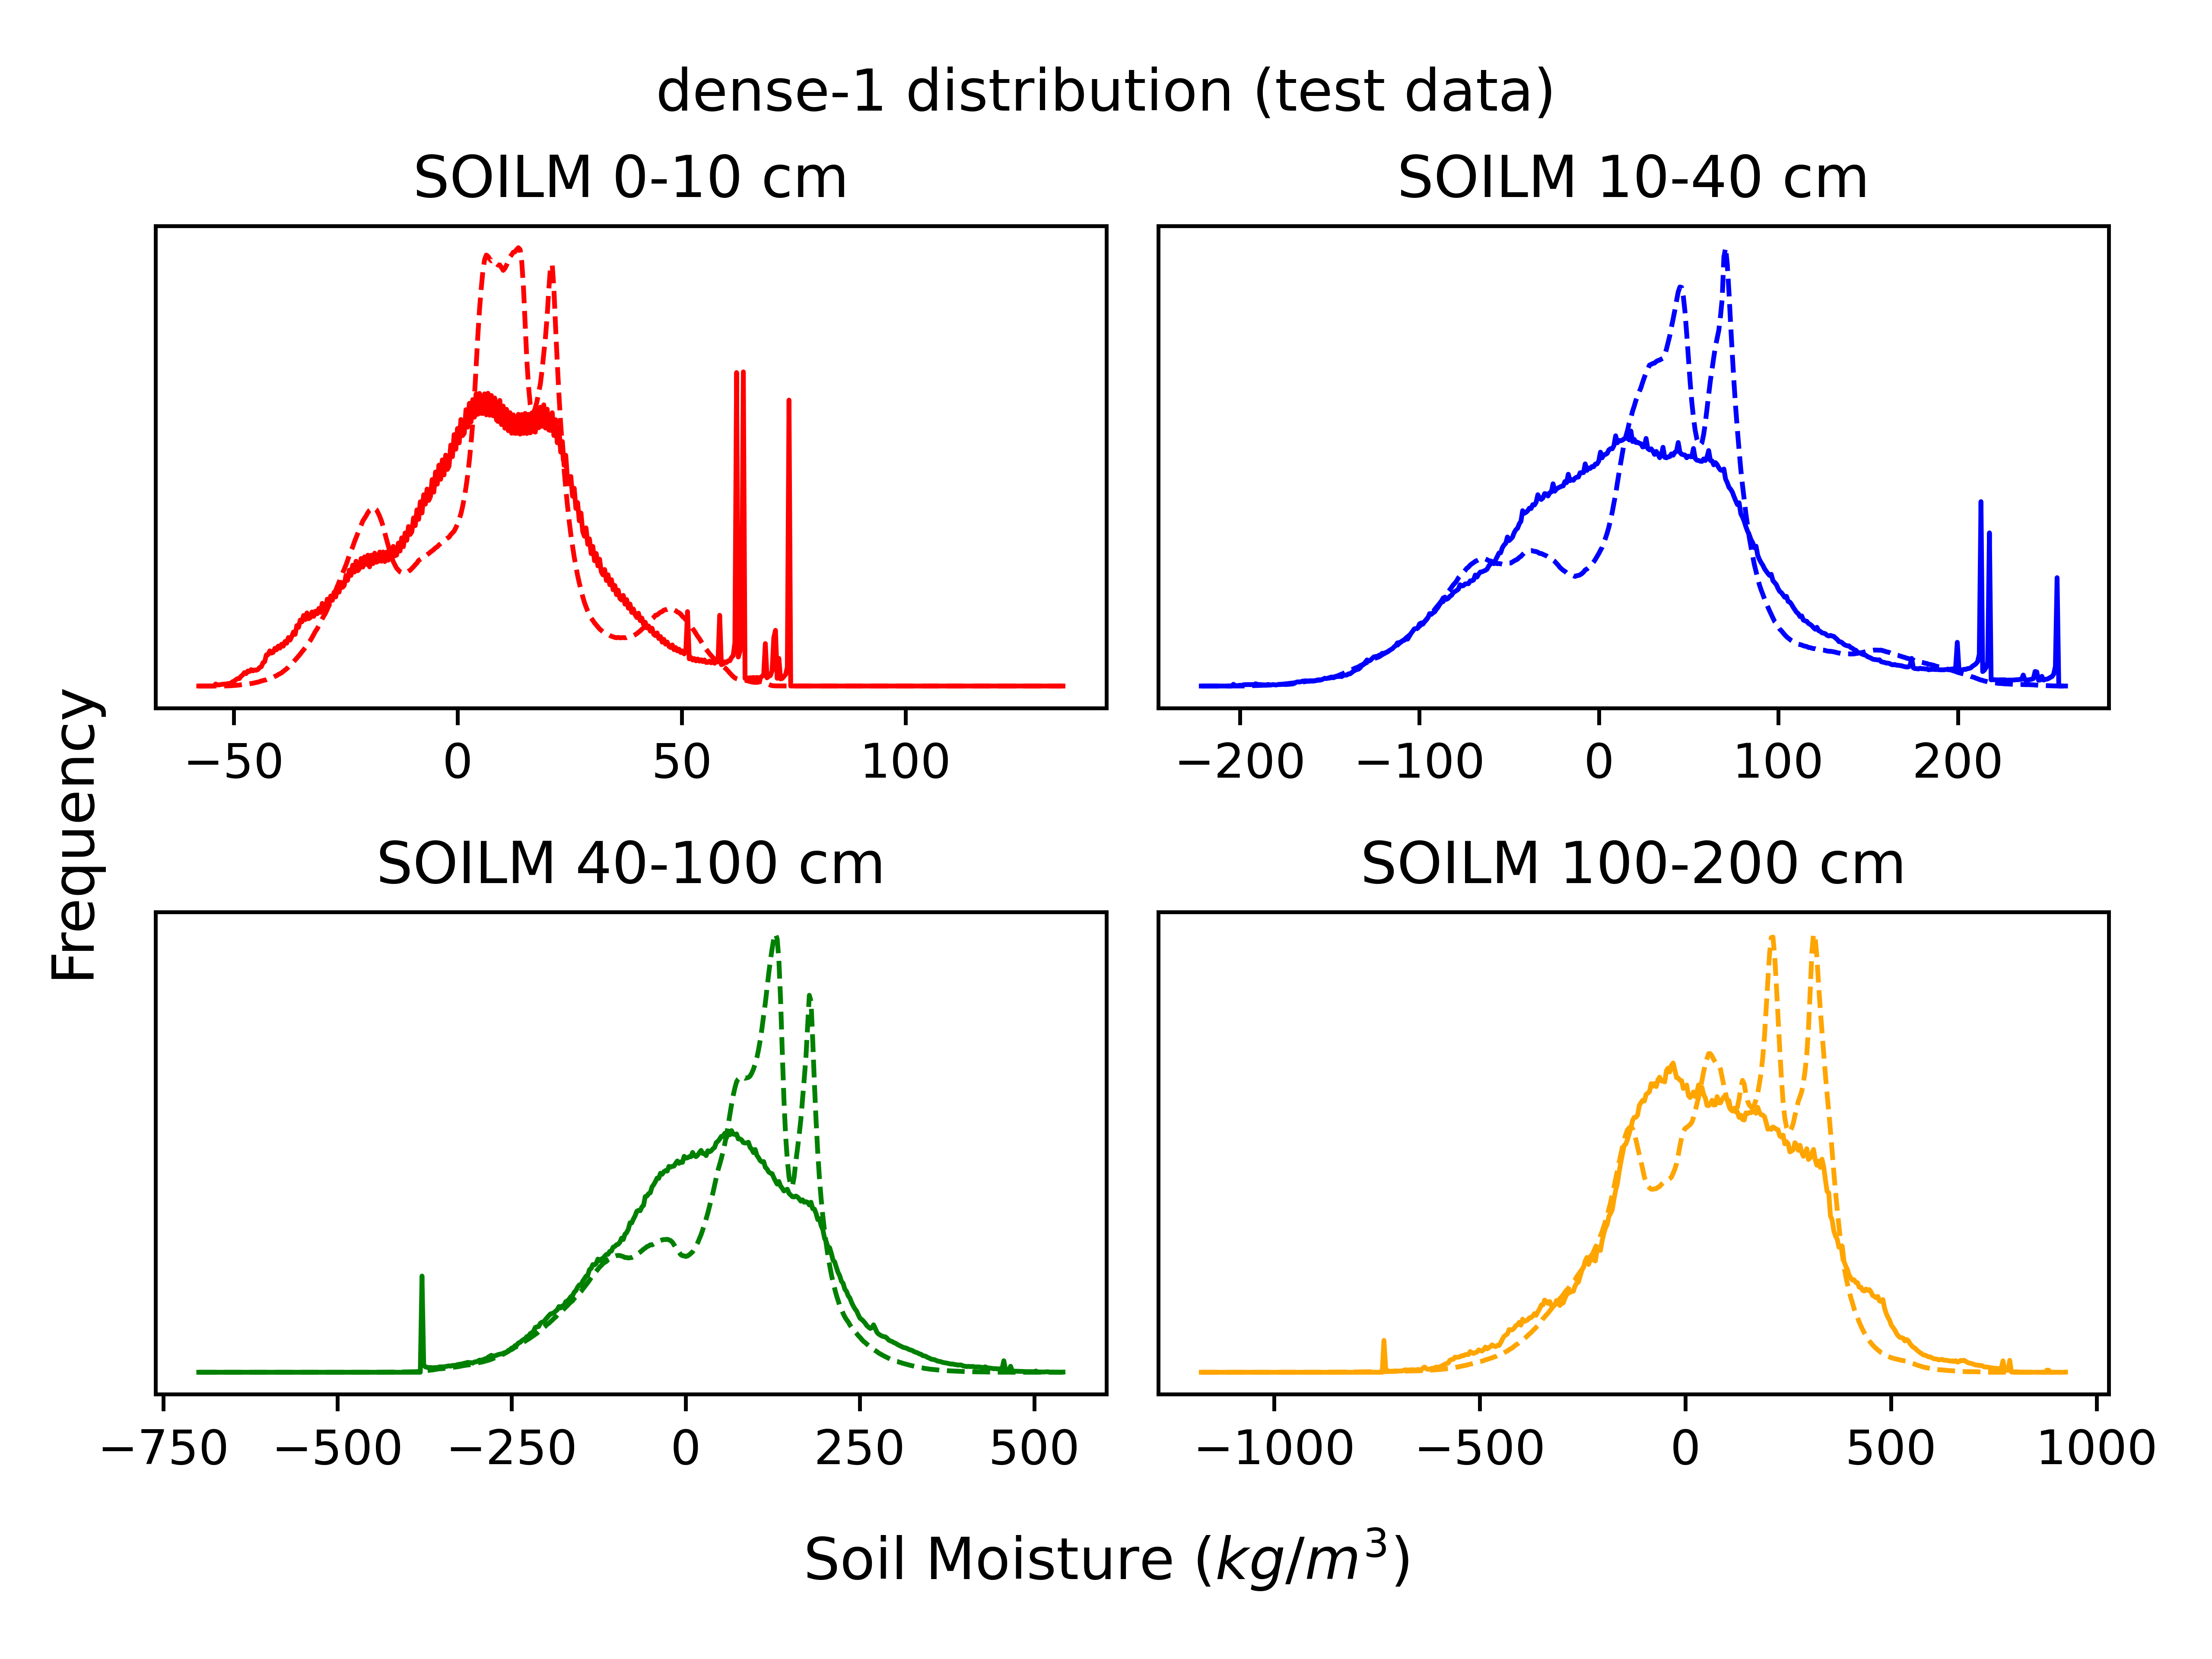 dense-1 distribution (test data)
SOILM 0-10 cm
SOILM 10-40 cm
−50 0 50 100
−200 −100 0 100 200
Frequency
SOILM 40-100 cm
SOILM 100-200 cm
−750 −500 −250 0 250 500
−1000 −500 0 500 1000
Soil Moisture (kg/m³)